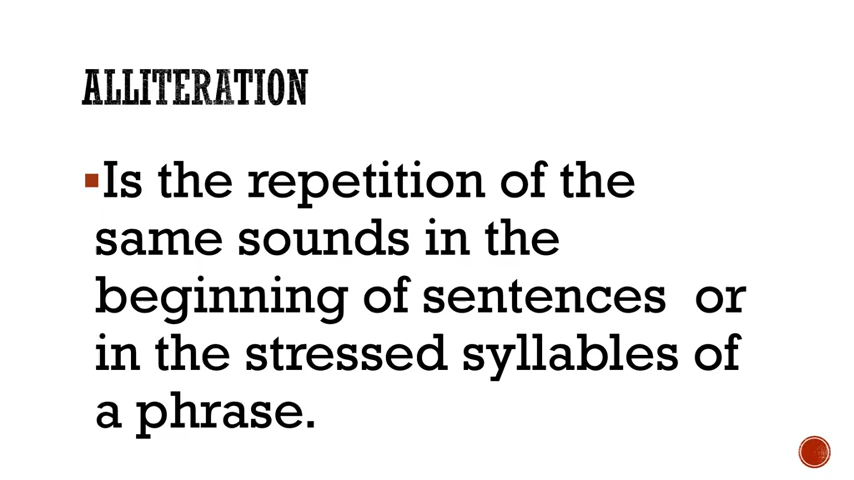 ALLITERATION
▪Is the repetition of the
same sounds in the
beginning of sentences  or
in the stressed syllables of
a phrase.